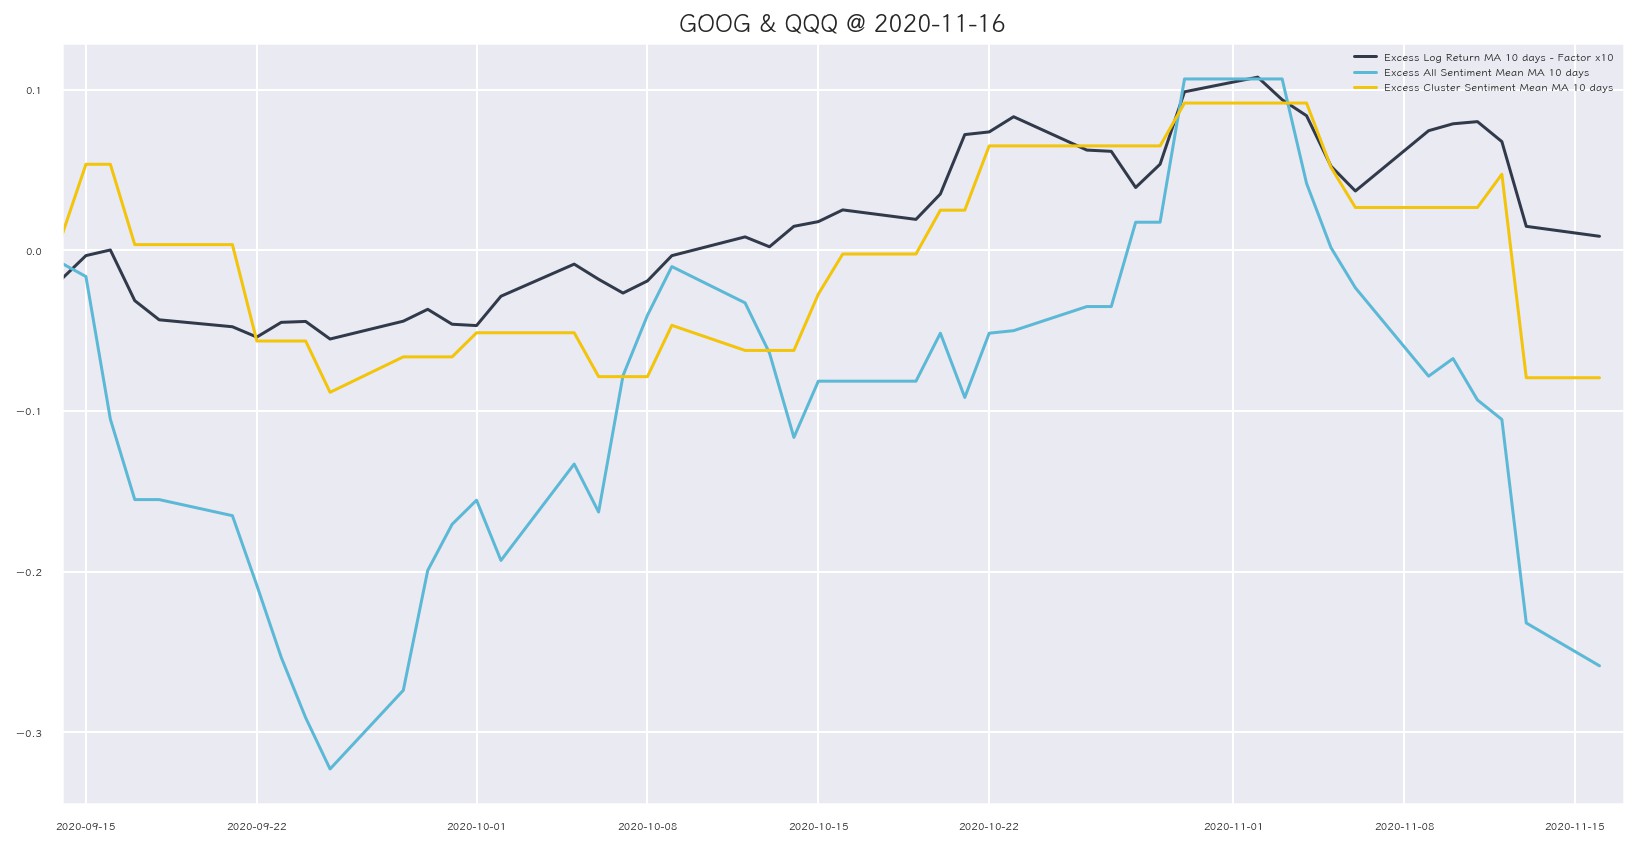 GOOG & QQQ @ 2020-11-16
Excess Log Return MA 10 days - Factor x10
Excess All Sentiment Mean MA 10 days
Excess Cluster Sentiment Mean MA 10 days
0.1
0.0
−0.1
−0.2
−0.3
2020-09-15 2020-09-22 2020-10-01 2020-10-08 2020-10-15 2020-10-22 2020-11-01 2020-11-08 2020-11-15